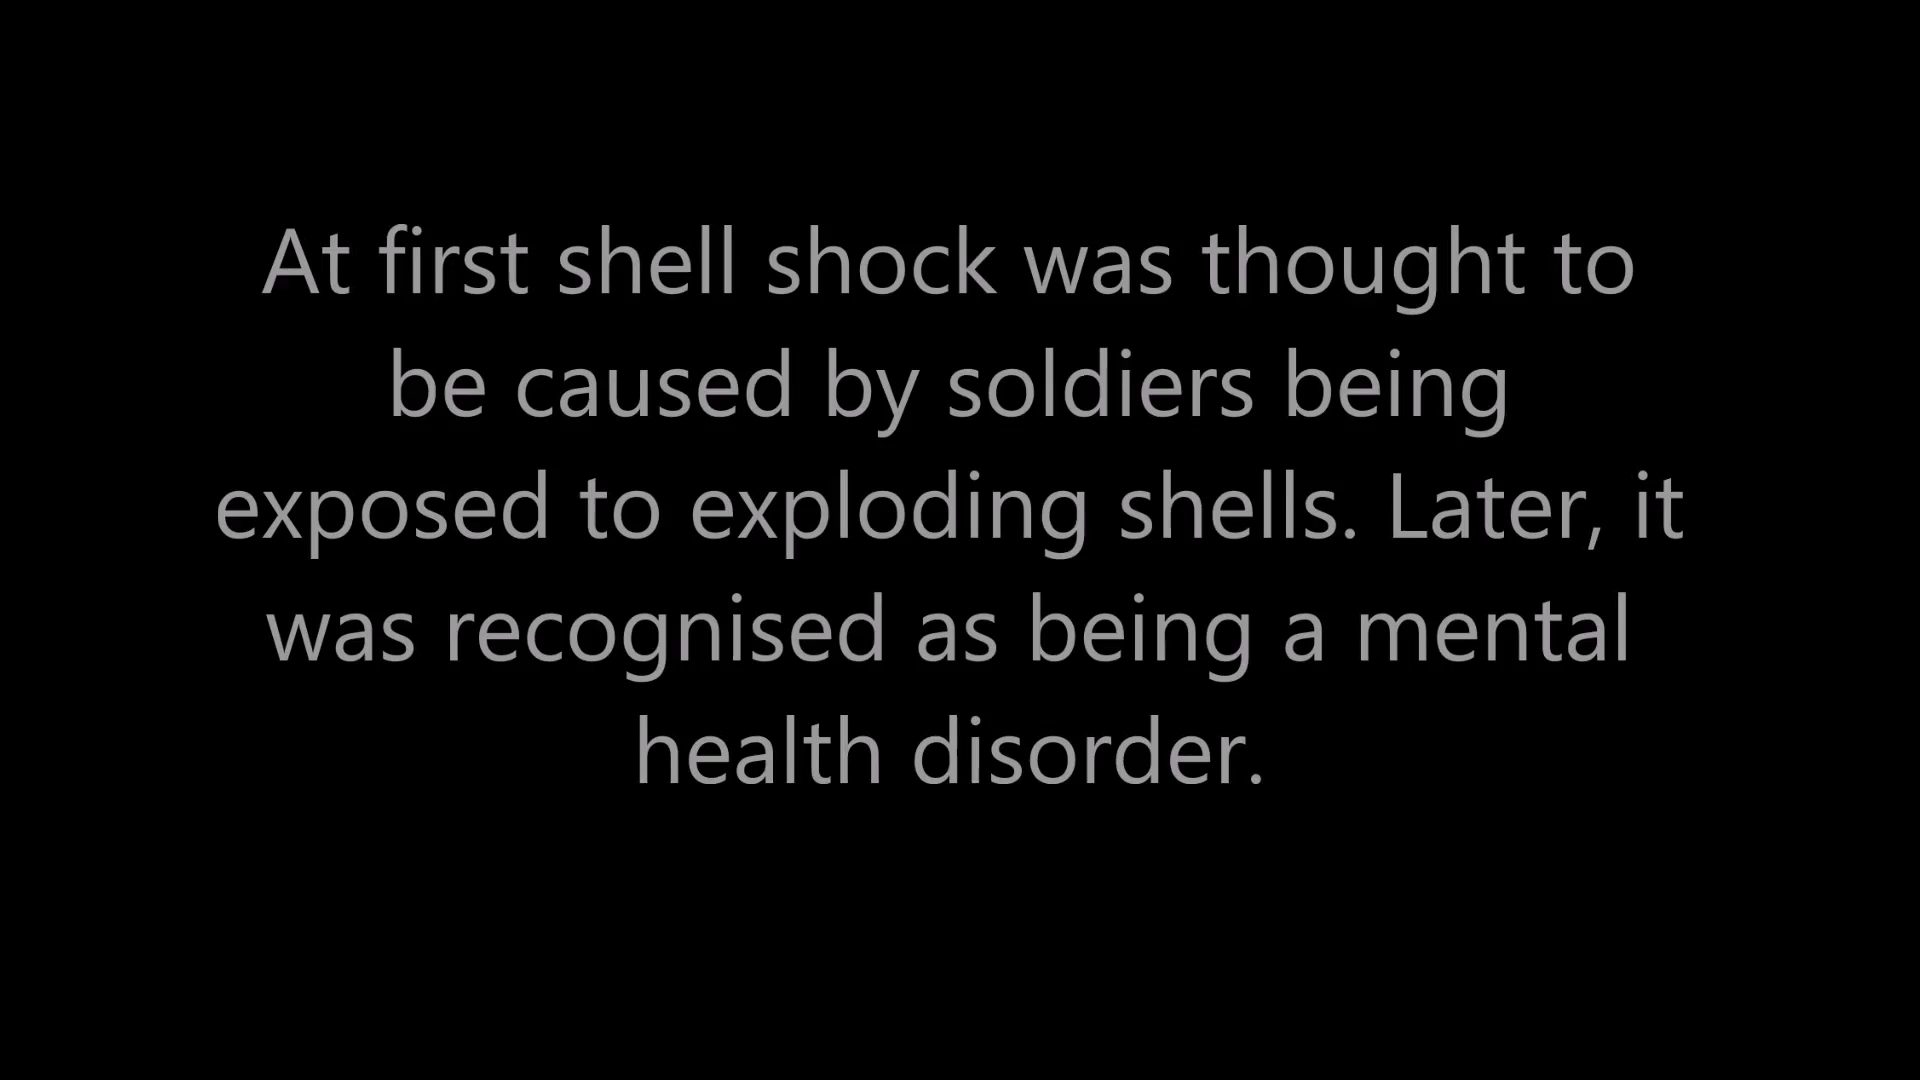 At first shell shock was thought to
be caused by soldiers being
exposed to exploding shells. Later, it
was recognised as being a mental
health disorder.